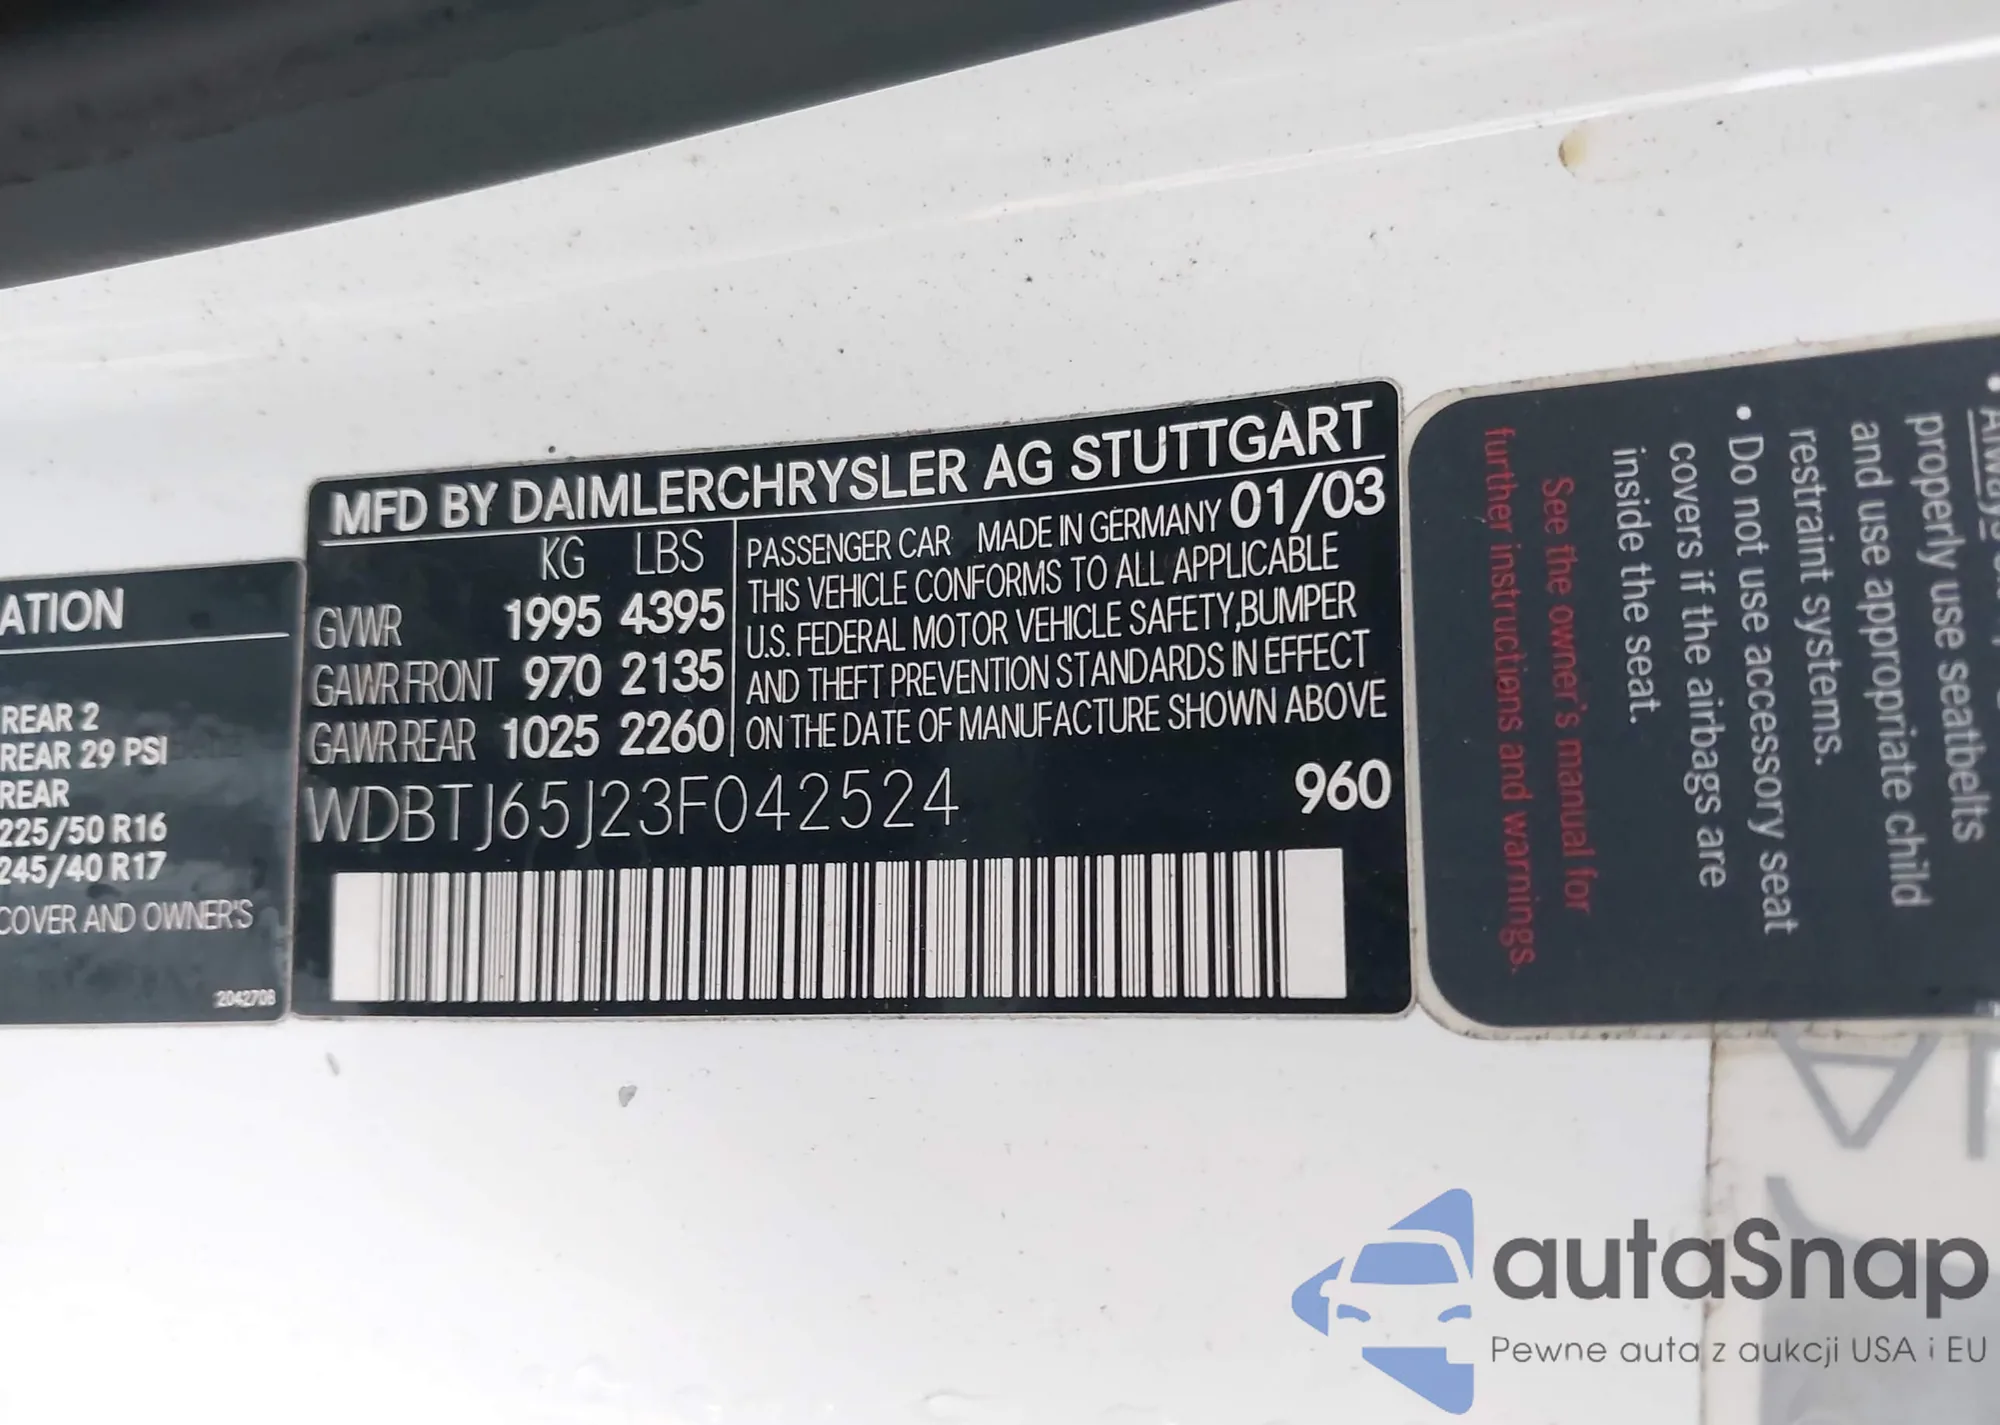 MFD BY DAIMLERCHRYSLER AG STUTTGART
KG LBS
GVWR 1995 4395
GAWR FRONT 970 2135
GAWR REAR 1025 2260
PASSENGER CAR MADE IN GERMANY 01/03
THIS VEHICLE CONFORMS TO ALL APPLICABLE
U.S. FEDERAL MOTOR VEHICLE SAFETY,BUMPER
AND THEFT PREVENTION STANDARDS IN EFFECT
ON THE DATE OF MANUFACTURE SHOWN ABOVE
WDBTJ65J23F042524
960
ATION
REAR 2
REAR 29 PSI
REAR
225/50 R16
245/40 R17
COVER AND OWNER'S
2042708
properly use seatbelts
and use appropriate child
restraint systems.
• Do not use accessory seat
covers if the airbags are
inside the seat.
See the owner's manual for
further instructions and warnings.
autaSnap
Pewne auta z aukcji USA i EU